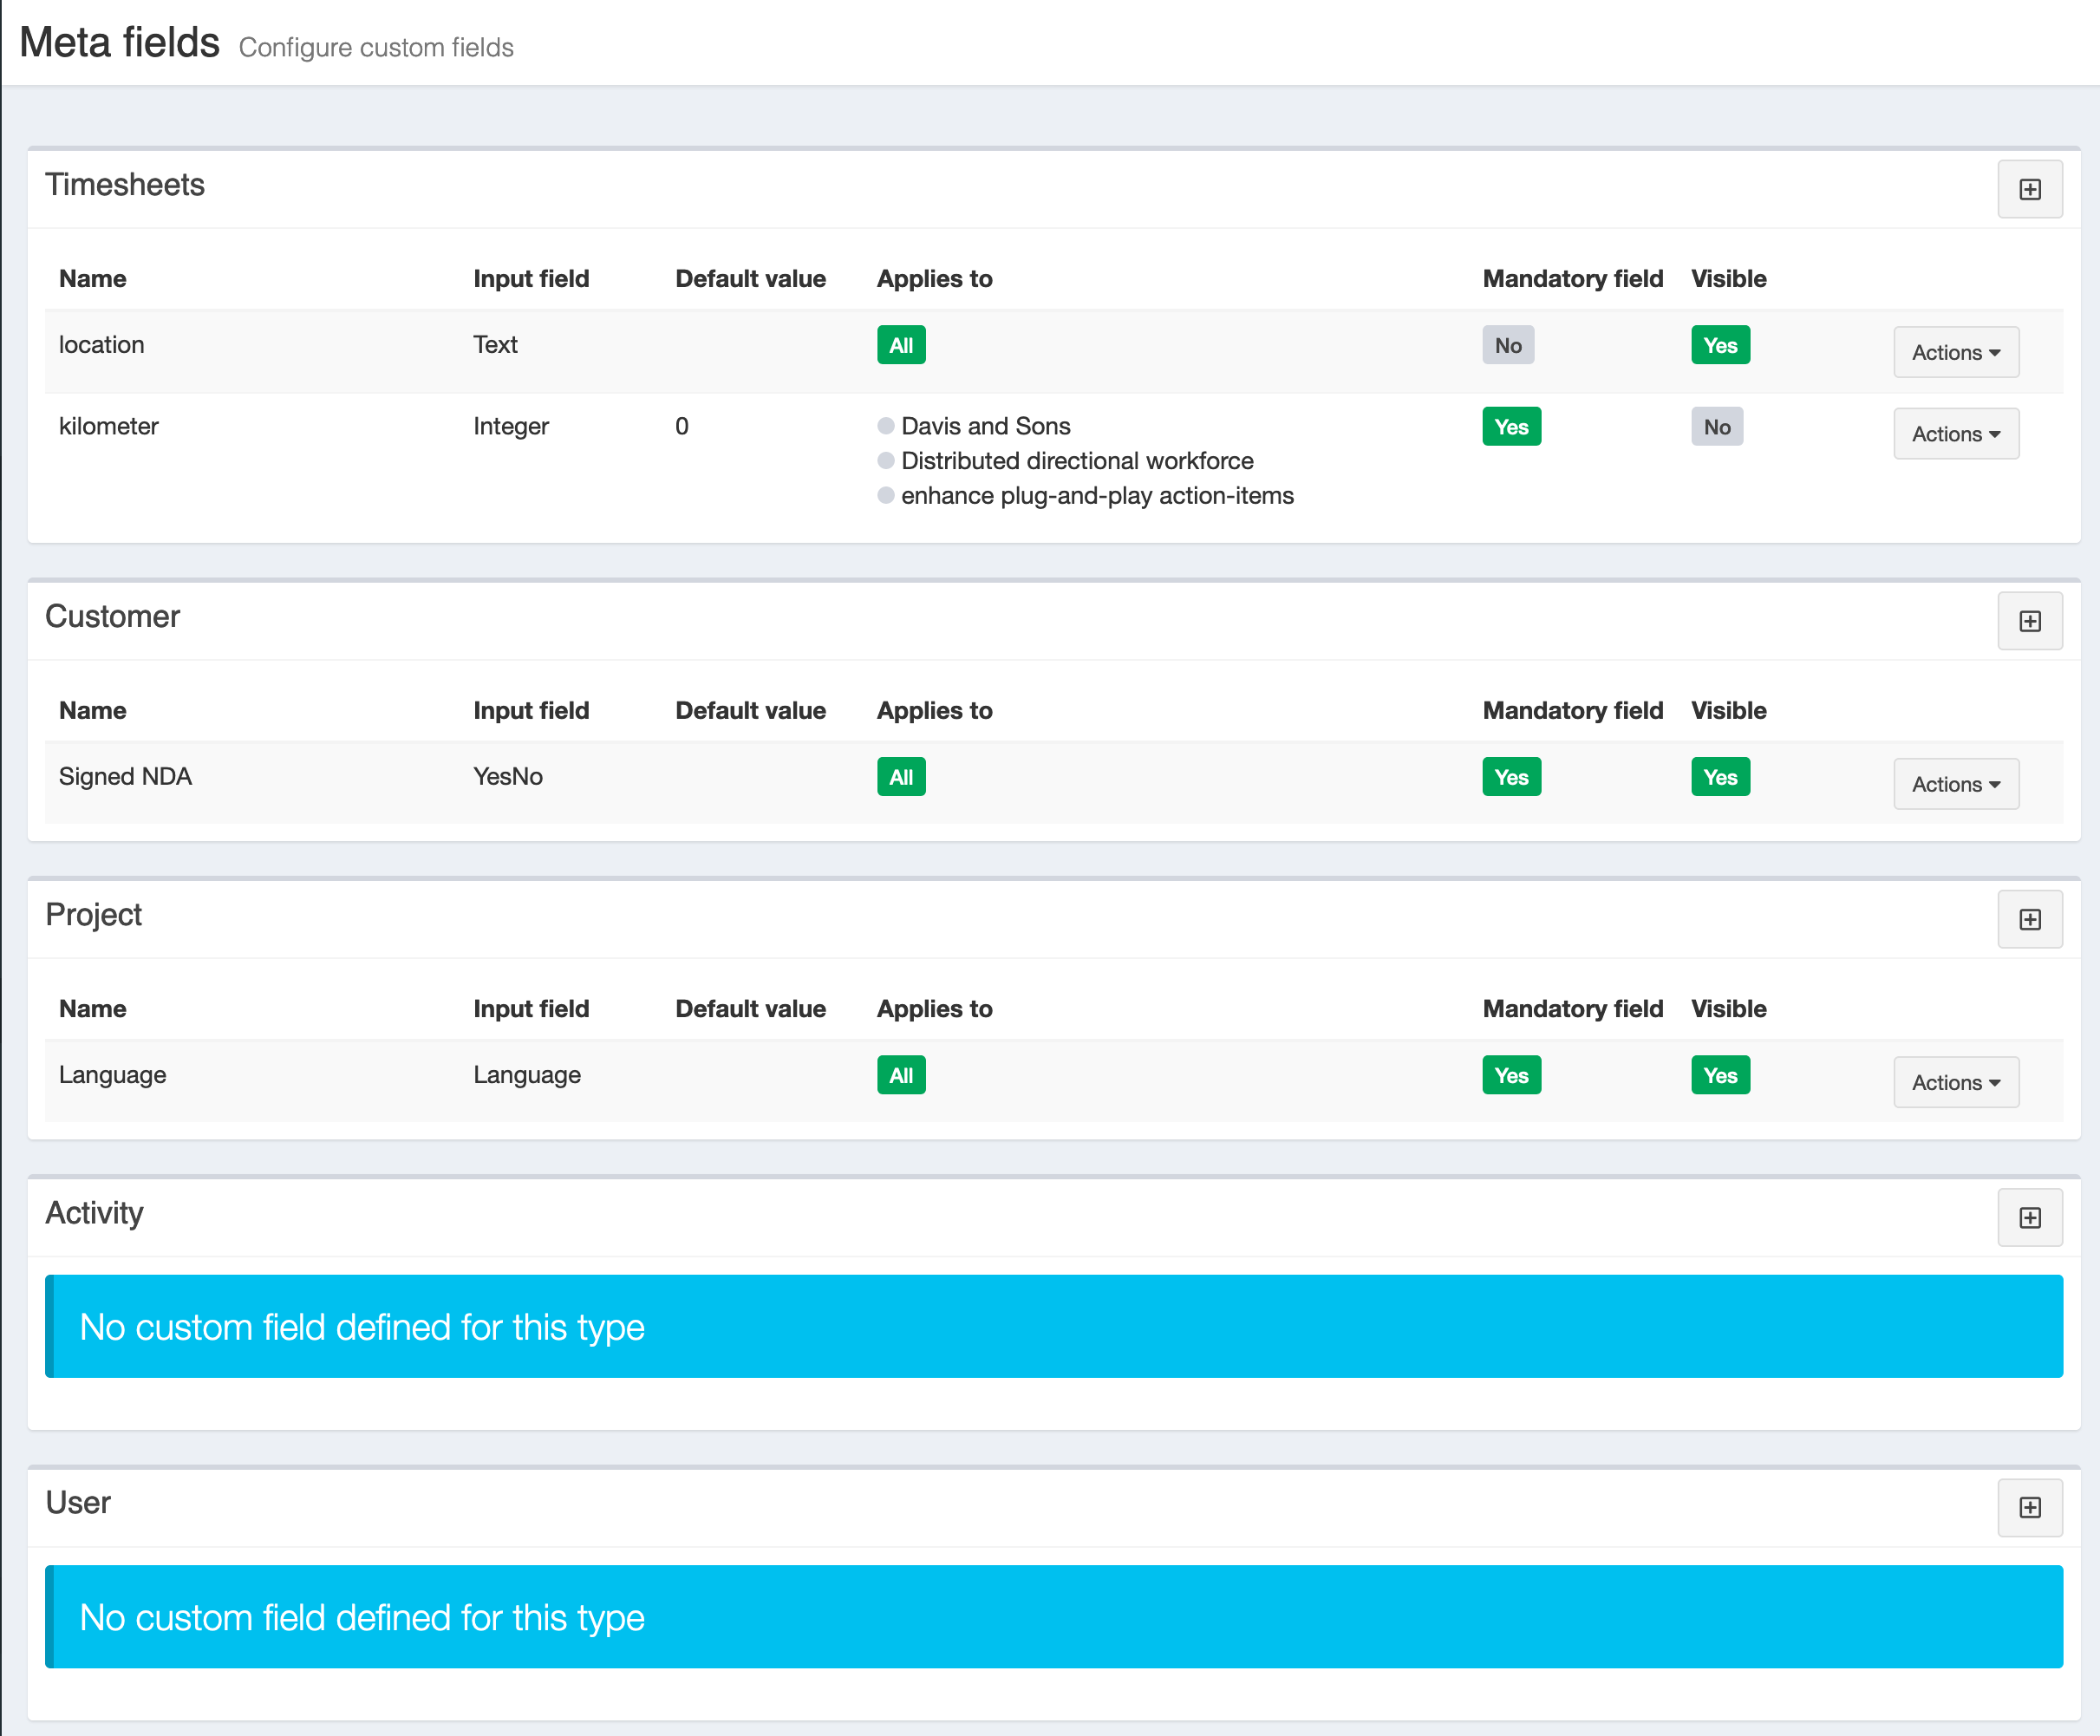 Meta fields Configure custom fields
Timesheets
Name Input field Default value Applies to Mandatory field Visible
location Text All No Yes Actions
kilometer Integer 0 Davis and Sons Yes No Actions
Distributed directional workforce
enhance plug-and-play action-items
Customer
Name Input field Default value Applies to Mandatory field Visible
Signed NDA YesNo All Yes Yes Actions
Project
Name Input field Default value Applies to Mandatory field Visible
Language Language All Yes Yes Actions
Activity
No custom field defined for this type
User
No custom field defined for this type